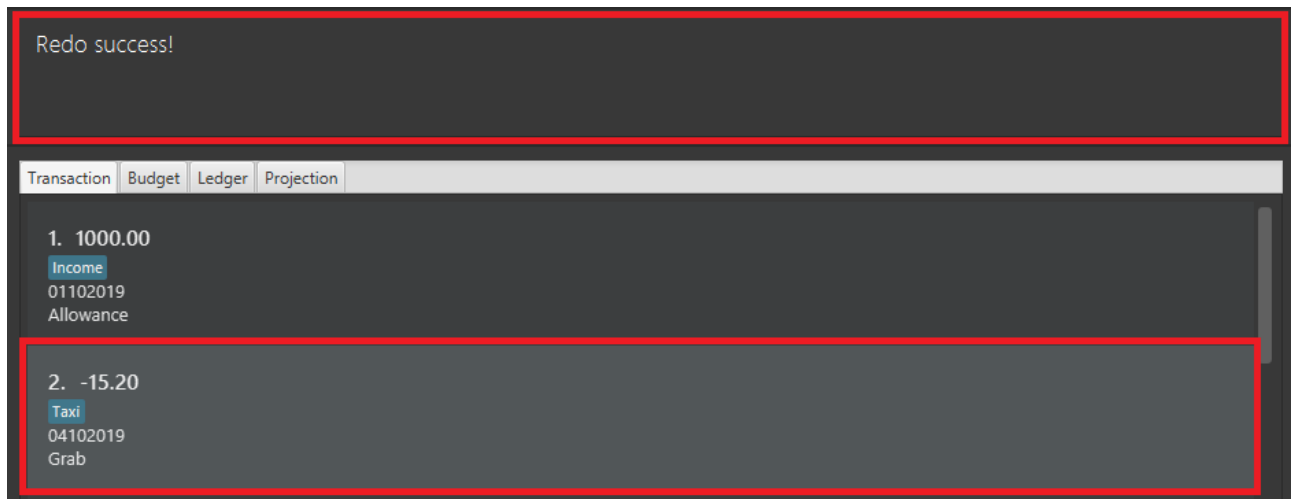 Redo success!
Transaction Budget Ledger Projection
1. 1000.00
Income
01102019
Allowance
2. -15.20
Taxi
04102019
Grab